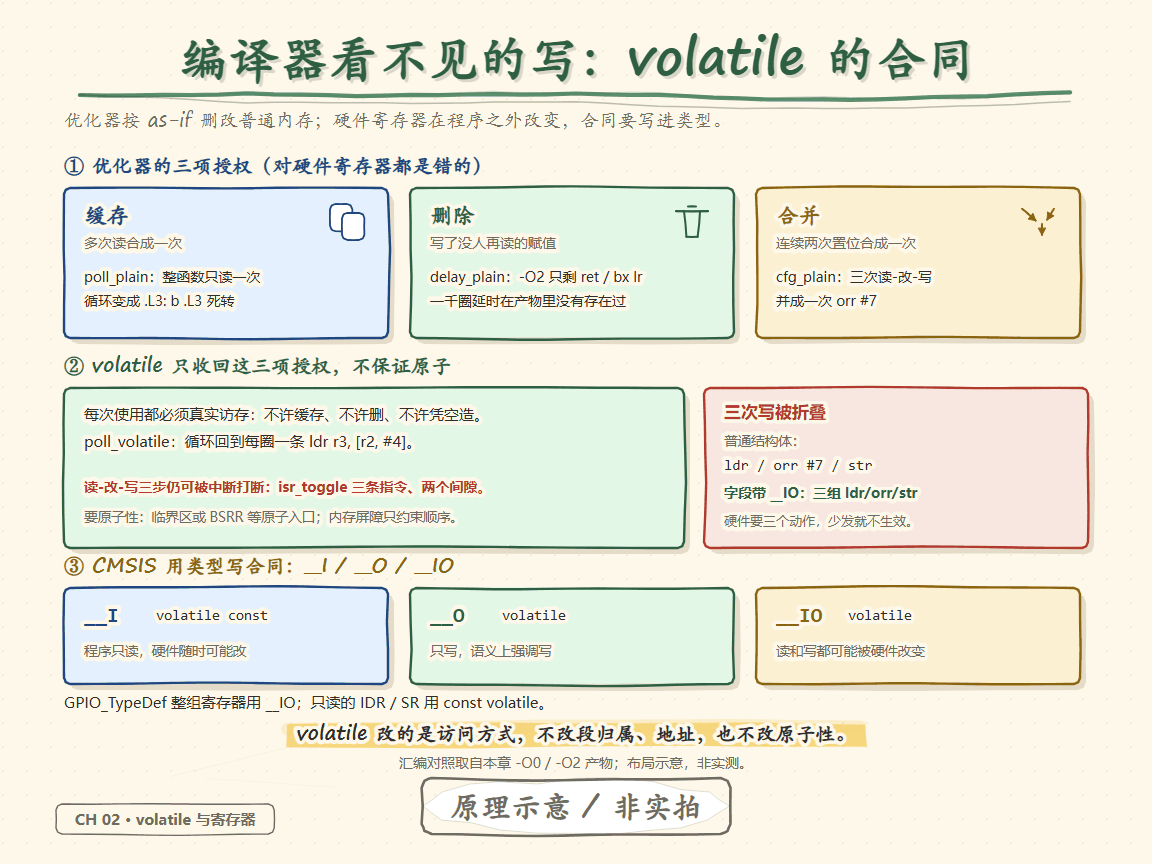 编译器看不见的写：volatile 的合同
优化器按 as-if 删改普通内存；硬件寄存器在程序之外改变，合同要写进类型。
① 优化器的三项授权（对硬件寄存器都是错的）
缓存
多次读合成一次
poll_plain：整函数只读一次
循环变成 .L3: b .L3 死转
删除
写了没人再读的赋值
delay_plain：-O2 只剩 ret / bx lr
一千圈延时在产物里没有存在过
合并
连续两次置位合成一次
cfg_plain：三次读-改-写
并成一次 orr #7
② volatile 只收回这三项授权，不保证原子
每次使用都必须真实访存：不许缓存、不许删、不许凭空造。
poll_volatile：循环回到每圈一条 ldr r3, [r2, #4]。
读-改-写三步仍可被中断打断：isr_toggle 三条指令、两个间隙。
要原子性：临界区或 BSRR 等原子入口；内存屏障只约束顺序。
三次写被折叠
普通结构体：
ldr / orr #7 / str
字段带 __IO：三组 ldr/orr/str
硬件要三个动作，少发就不生效。
③ CMSIS 用类型写合同：__I / __O / __IO
__I volatile const
程序只读，硬件随时可能改
__O volatile
只写，语义上强调写
__IO volatile
读和写都可能被硬件改变
GPIO_TypeDef 整组寄存器用 __IO；只读的 IDR / SR 用 const volatile。
volatile 改的是访问方式，不改段归属、地址，也不改原子性。
汇编对照取自本章 -O0 / -O2 产物；布局示意，非实测。
原理示意 / 非实拍
CH 02 • volatile 与寄存器